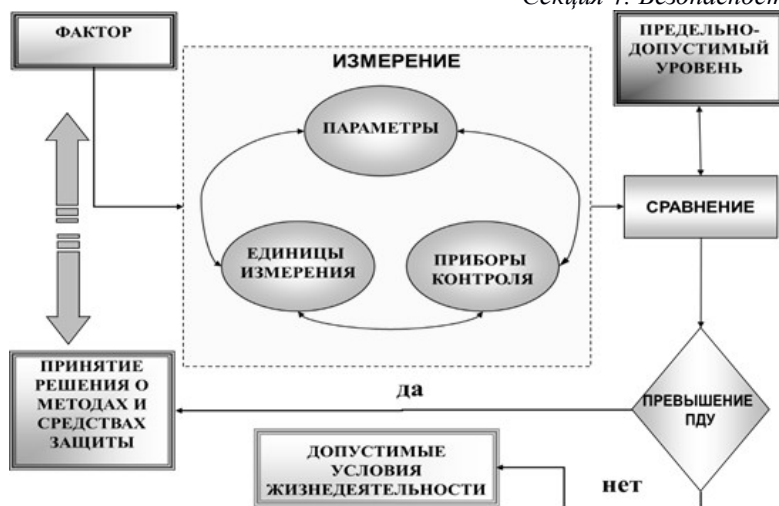 Секция 1. Безопасност
ФАКТОР
ИЗМЕРЕНИЕ
ПРЕДЕЛЬНО-
ДОПУСТИМЫЙ
УРОВЕНЬ
ПАРАМЕТРЫ
ЕДИНИЦЫ
ИЗМЕРЕНИЯ
ПРИБОРЫ
КОНТРОЛЯ
СРАВНЕНИЕ
ПРИНЯТИЕ
РЕШЕНИЯ О
МЕТОДАХ И
СРЕДСТВАХ
ЗАЩИТЫ
да
ПРЕВЫШЕНИЕ
ПДУ
ДОПУСТИМЫЕ
УСЛОВИЯ
ЖИЗНЕДЕЯТЕЛЬНОСТИ
нет